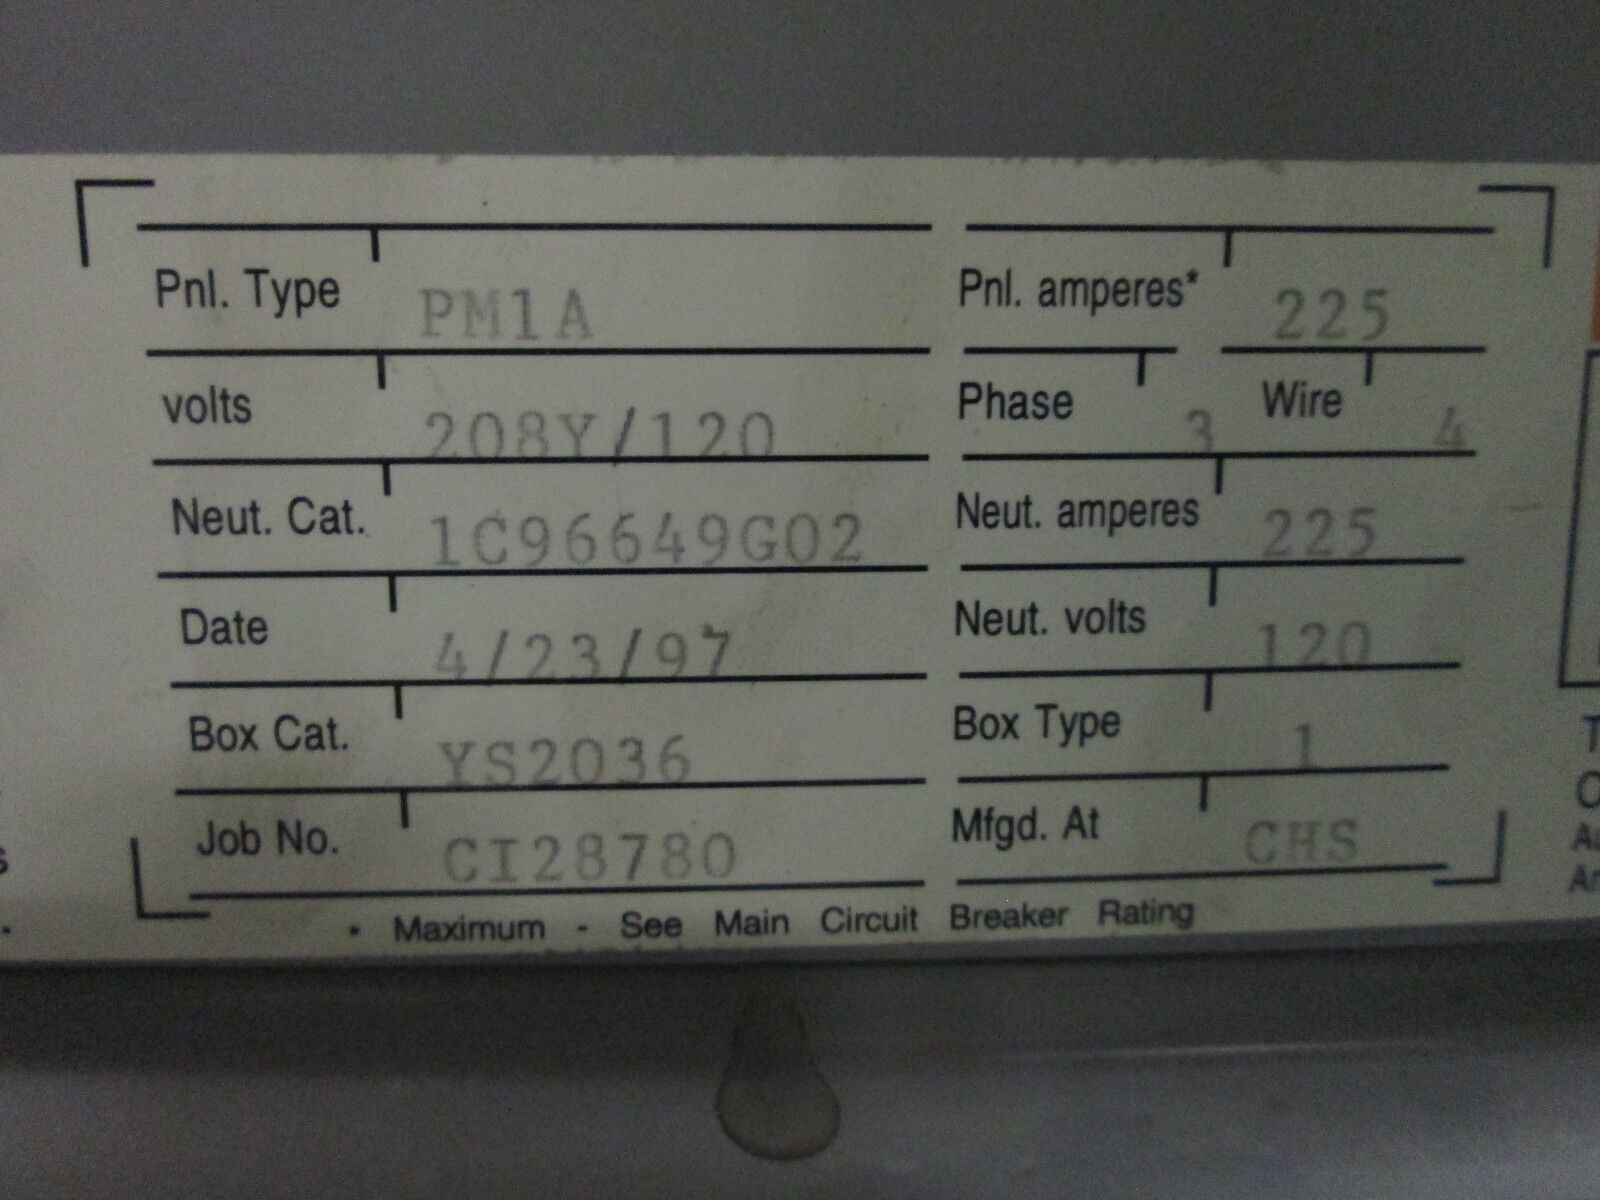 Pnl. Type PM1A Pnl. amperes* 225
volts 208Y/120 Phase 3 Wire 4
Neut. Cat. 1C96649G02 Neut. amperes 225
Date 4/23/97 Neut. volts 120
Box Cat. YS2036 Box Type 1
Job No. CI28780 Mfgd. At CHS
* Maximum - See Main Circuit Breaker Rating